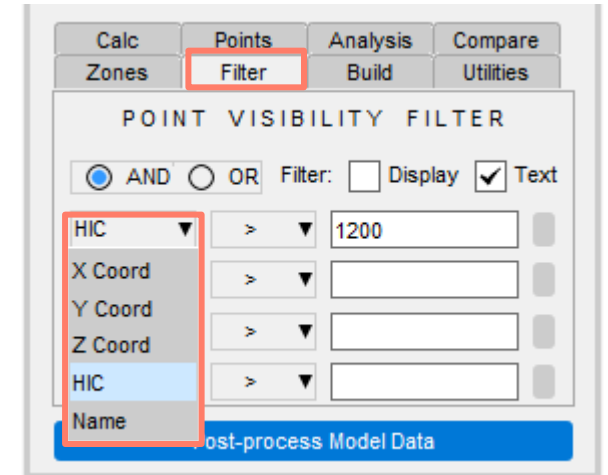 Calc Points Analysis Compare
Zones Filter Build Utilities
POINT VISIBILITY FILTER
AND OR Filter: Display Text
HIC > 1200
X Coord >
Y Coord
Z Coord >
HIC >
Name
Post-process Model Data